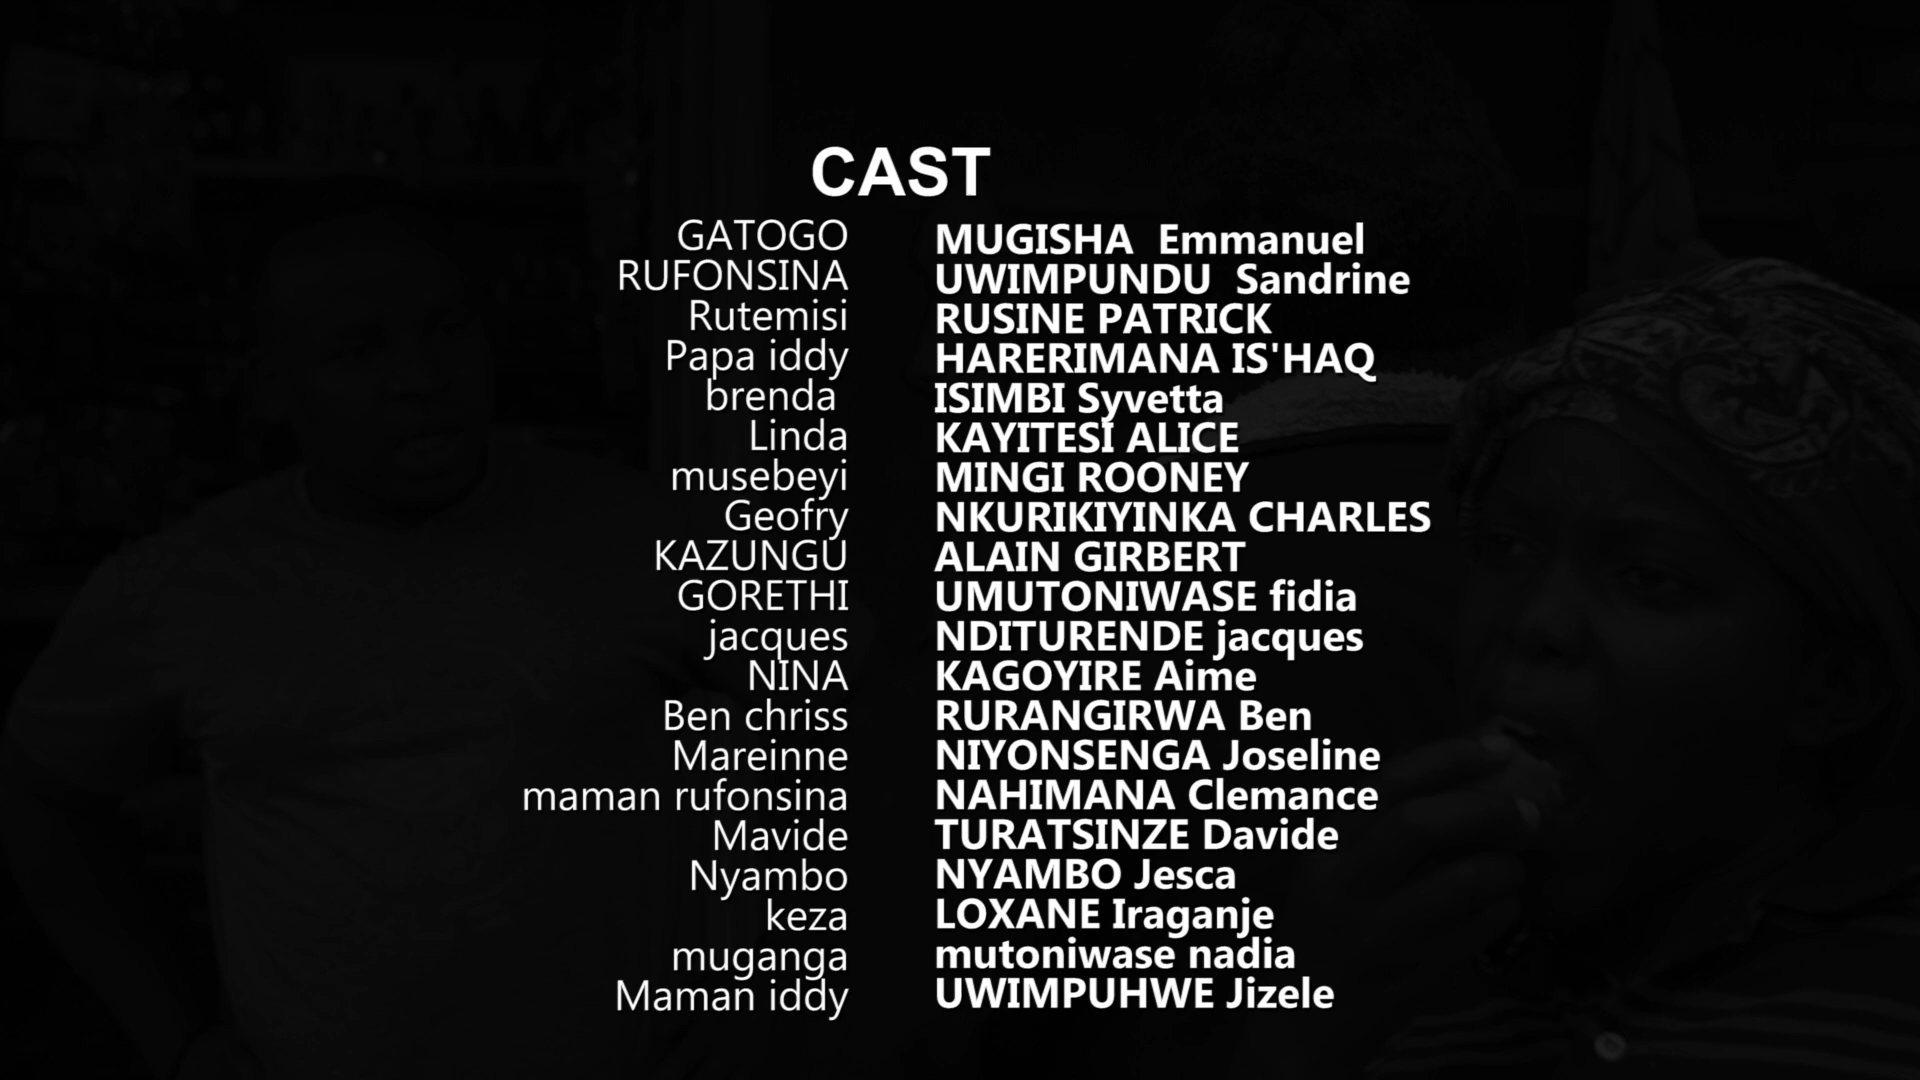 CAST
GATOGO MUGISHA Emmanuel
RUFONSINA UWIMPUNDU Sandrine
Rutemisi RUSINE PATRICK
Papa iddy HARERIMANA IS'HAQ
brenda ISIMBI Syvetta
Linda KAYITESI ALICE
musebeyi MINGI ROONEY
Geofry NKURIKIYINKA CHARLES
KAZUNGU ALAIN GIRBERT
GORETHI UMUTONIWASE fidia
jacques NDITURENDE jacques
NINA KAGOYIRE Aime
Ben chriss RURANGIRWA Ben
Mareinne NIYONSENGA Joseline
maman rufonsina NAHIMANA Clemance
Mavide TURATSINZE Davide
Nyambo NYAMBO Jesca
keza LOXANE Iraganje
muganga mutoniwase nadia
Maman iddy UWIMPUHWE Jizele